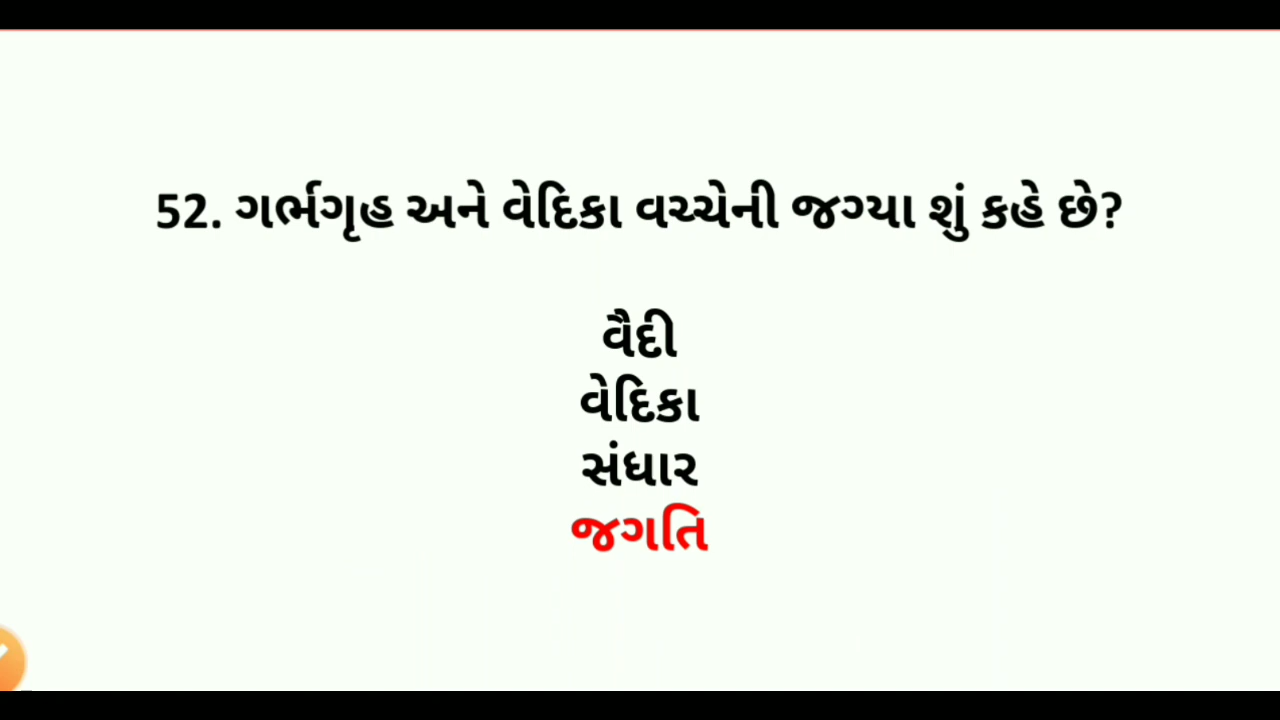 52. ગર્ભગૃહ અને વેદિકા વચ્ચેની જગ્યા શું કહે છે?
વૈદી
વેદિકા
સંધાર
જગતિ